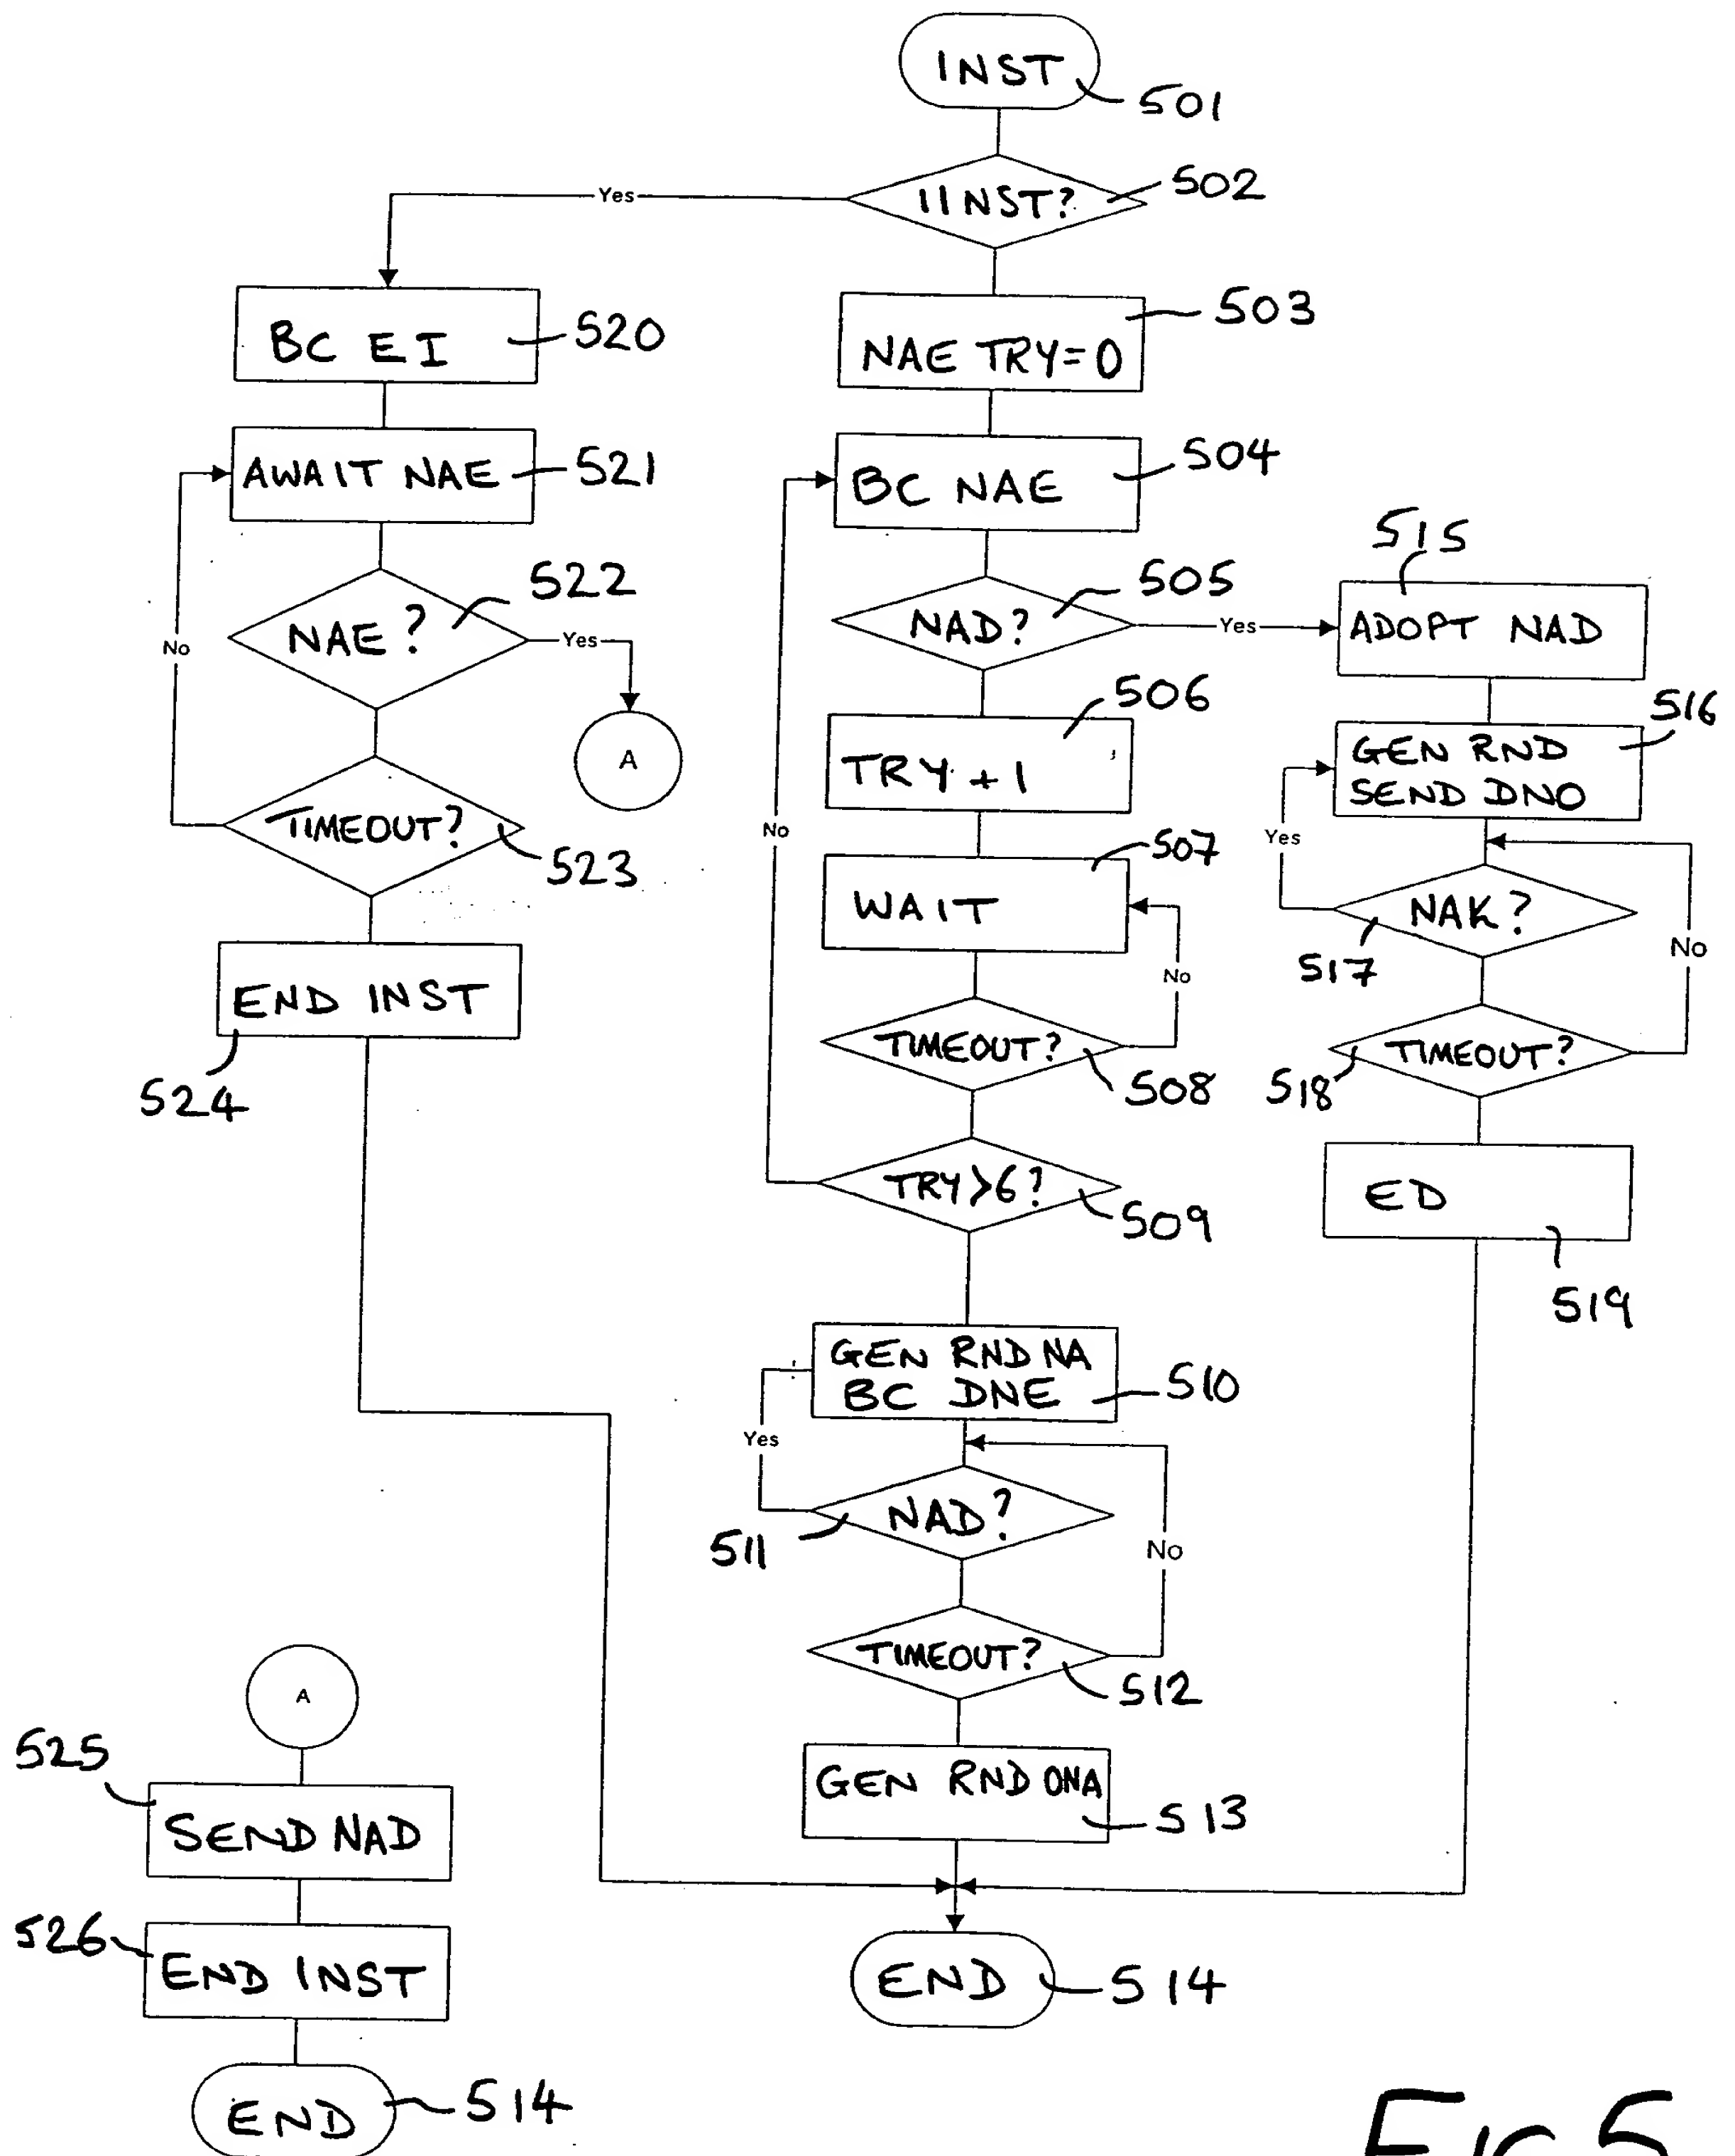 INST
501
IINST?
502
Yes
BC EI
520
NAE TRY=0
503
AWAIT NAE
521
BC NAE
504
NAE?
522
Yes
No
A
NAD?
505
Yes
515
ADOPT NAD
TIMEOUT?
523
TRY + 1
506
GEN RND
SEND DNO
516
No
WAIT
507
Yes
NAK?
517
No
END INST
524
TIMEOUT?
508
No
TIMEOUT?
518
TRY>6?
509
ED
519
GEN RND NA
BC DNE
510
Yes
NAD?
511
No
TIMEOUT?
512
GEN RND ONA
513
END
514
A
525
SEND NAD
526
END INST
END
514
FIG 5